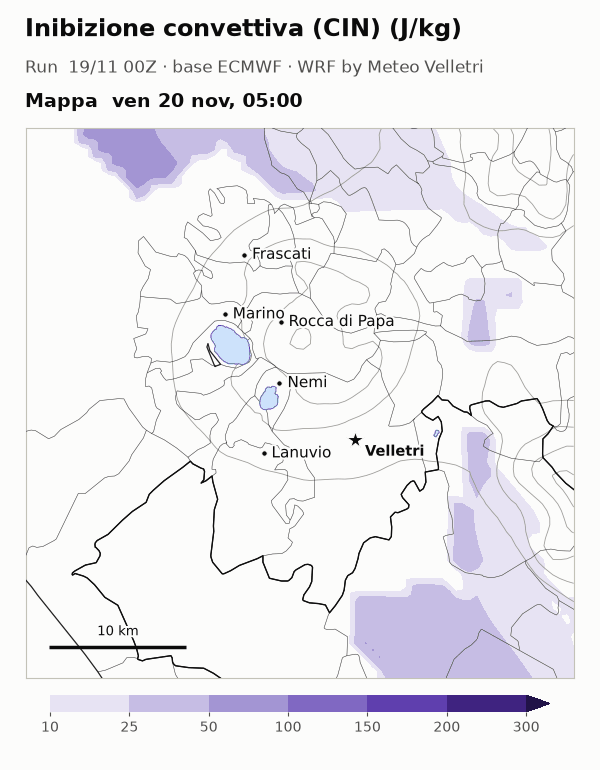 Inibizione convettiva (CIN) (J/kg)
Run  19/11 00Z · base ECMWF · WRF by Meteo Velletri
Mappa  ven 20 nov, 05:00
Frascati
Marino
Rocca di Papa
Nemi
Velletri
Lanuvio
10 km
10 25 50 100 150 200 300